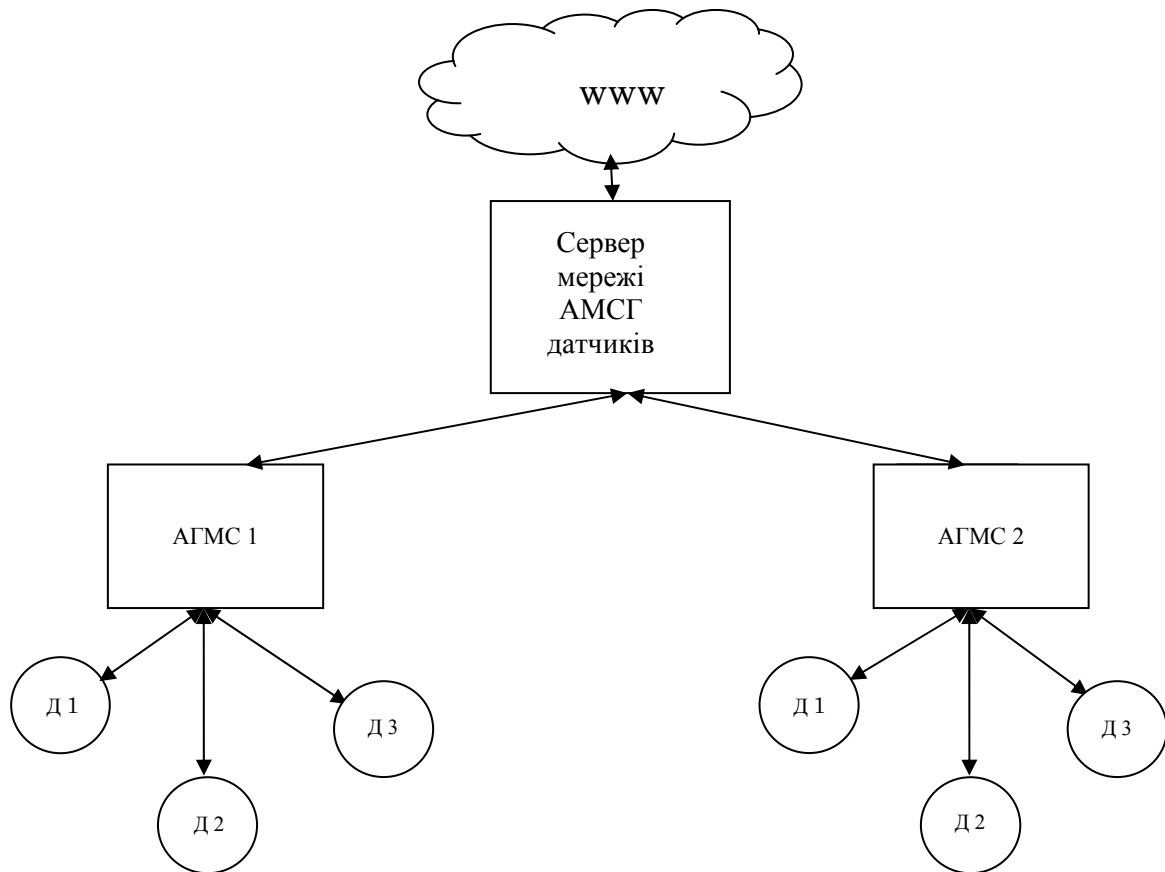 www
Сервер
мережі
АМСГ
датчиків
АГМС 1
АГМС 2
Д 1
Д 3
Д 2
Д 1
Д 3
Д 2